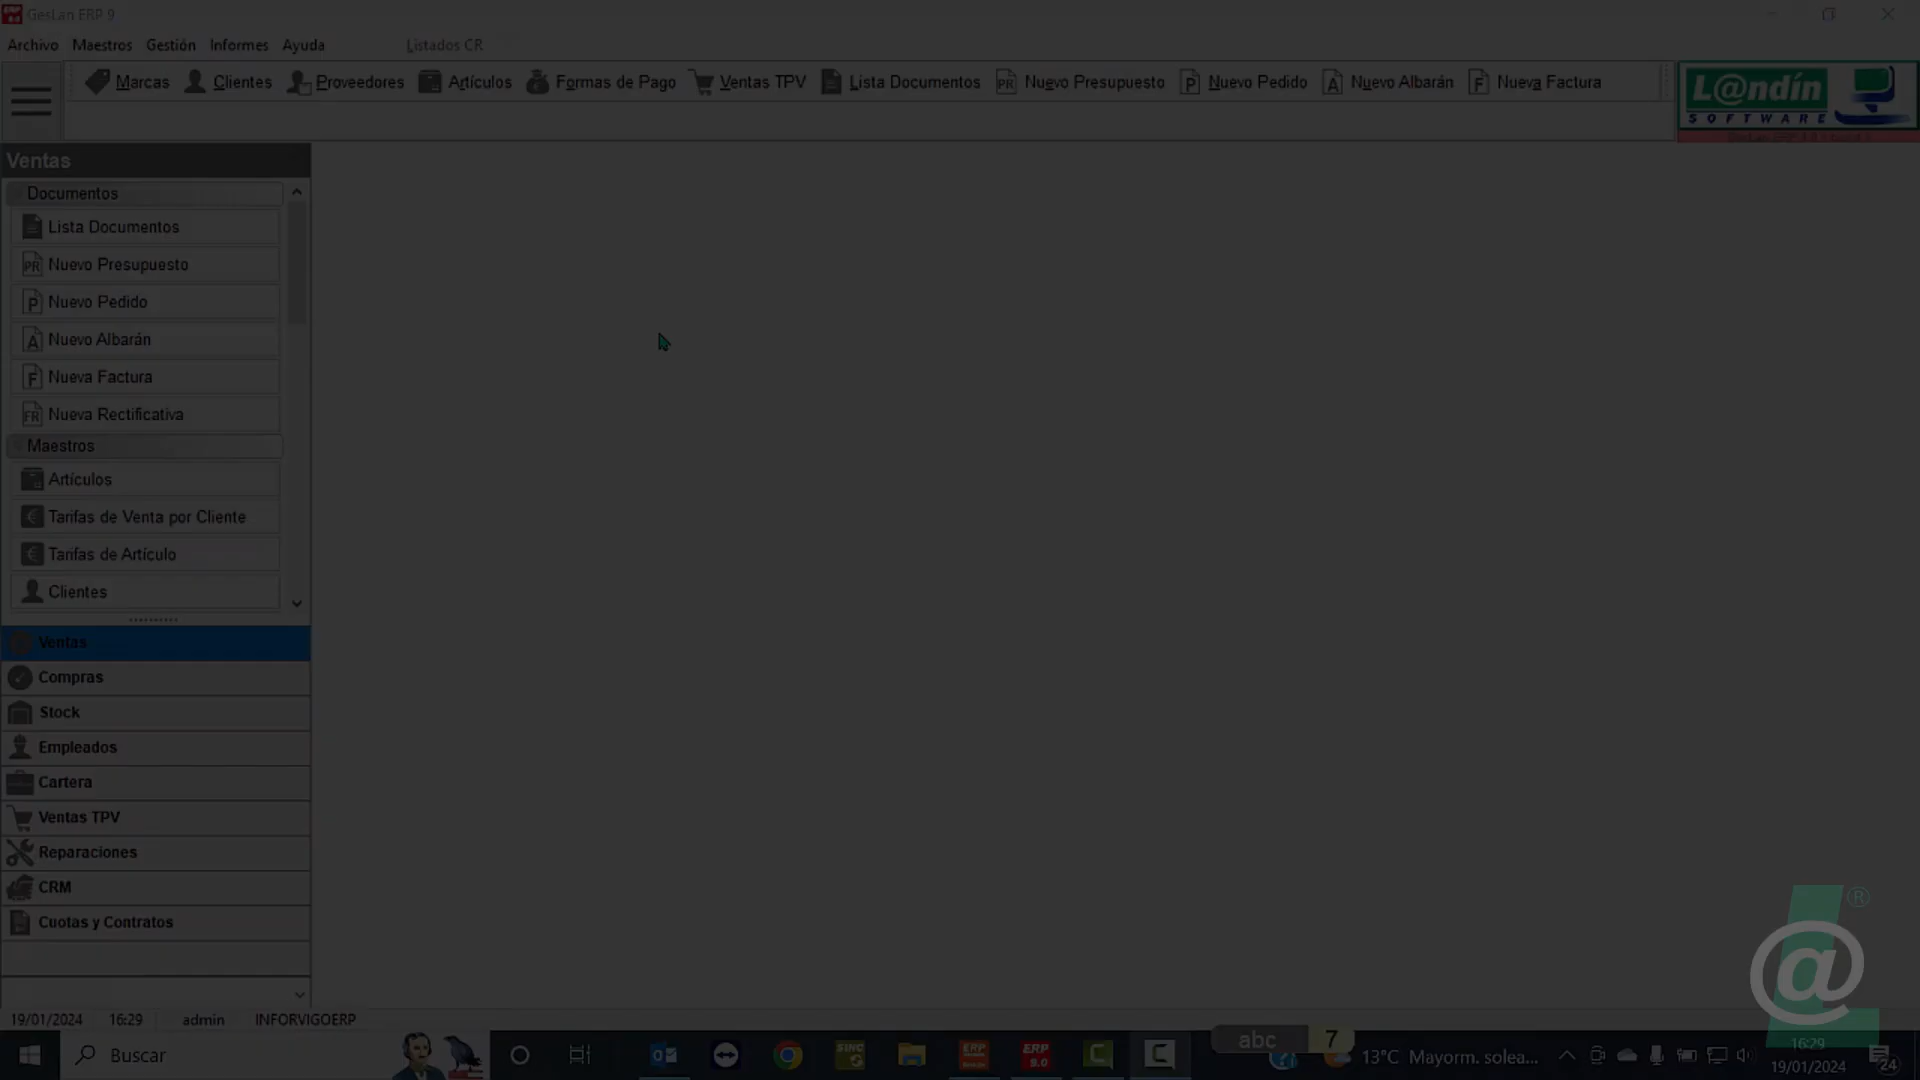 GesLan ERP 9
Archivo Maestros Gestión Informes Ayuda Listados CR
Marcas Clientes Proveedores Artículos Formas de Pago Ventas TPV Lista Documentos Nuevo Presupuesto Nuevo Pedido Nuevo Albarán Nueva Factura
L@ndín
SOFTWARE
Ventas
Documentos
Lista Documentos
Nuevo Presupuesto
Nuevo Pedido
Nuevo Albarán
Nueva Factura
Nueva Rectificativa
Maestros
Artículos
Tarifas de Venta por Cliente
Tarifas de Artículo
Clientes
Ventas
Compras
Stock
Empleados
Cartera
Ventas TPV
Reparaciones
CRM
Cuotas y Contratos
19/01/2024 16:29 admin INFORVIGOERP
Buscar
abc 7
13°C Mayorm. solea...
16:29
19/01/2024
24